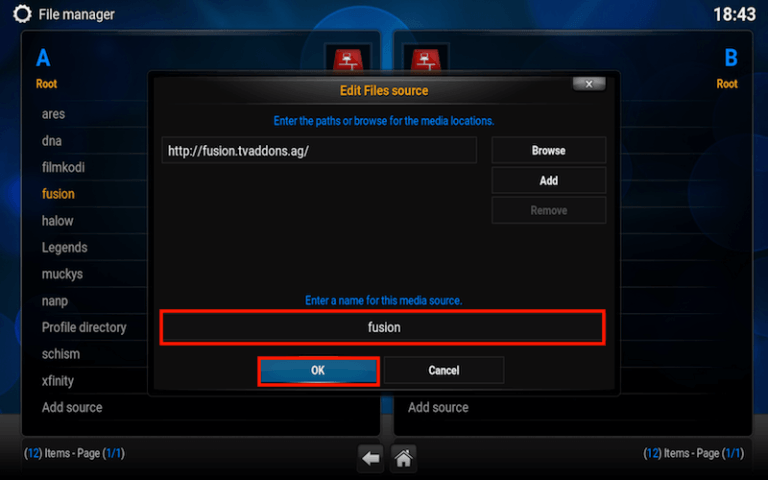 File manager
18:43
A
B
Root
Root
Edit Files source
x
Enter the paths or browse for the media locations.
http://fusion.tvaddons.ag/
Browse
Add
Remove
ares
dna
filmkodi
fusion
halow
Legends
muckys
nanp
Profile directory
schism
xfinity
Add source
Enter a name for this media source.
fusion
OK
Cancel
Add source
(12) Items - Page (1/1)
(12) Items - Page (1/1)